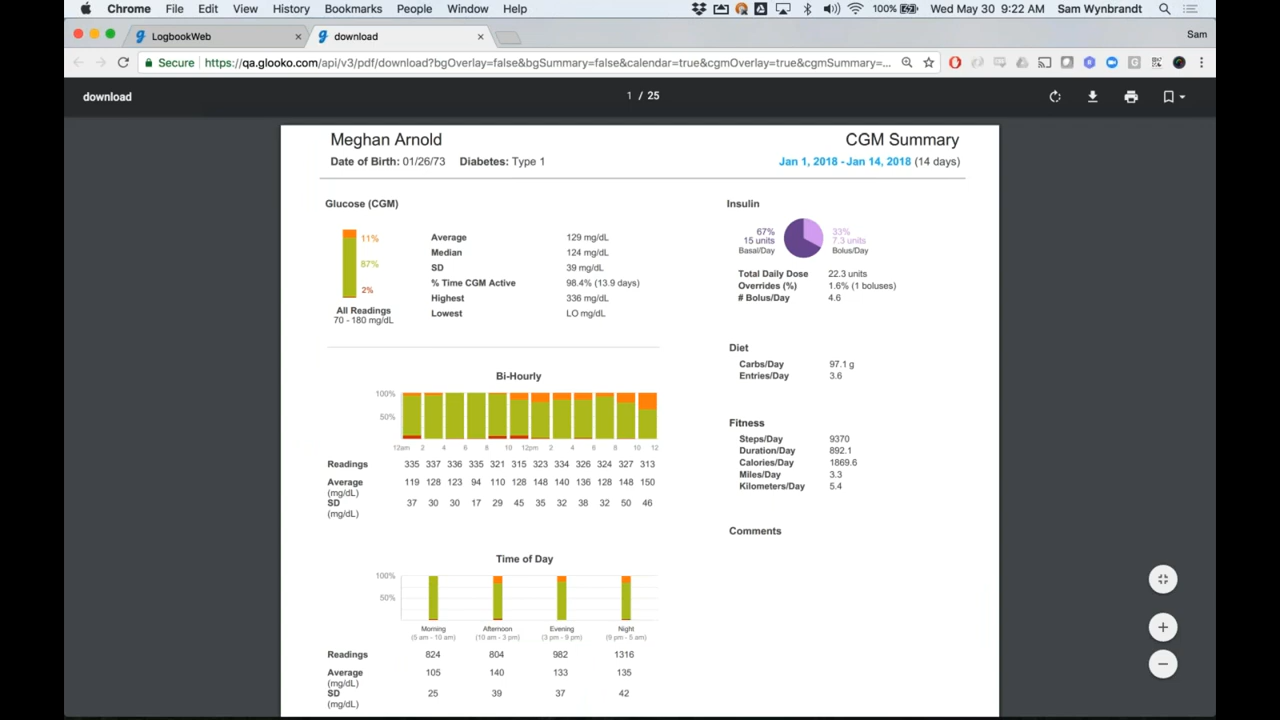 Chrome File Edit View History Bookmarks People Window Help 100% Wed May 30 9:22 AM Sam Wynbrandt
LogbookWeb download Sam
Secure https://qa.glooko.com/api/v3/pdf/download?bgOverlay=false&bgSummary=false&calendar=true&cgmOverlay=true&cgmSummary=...
download 1 / 25
Meghan Arnold CGM Summary
Date of Birth: 01/26/73 Diabetes: Type 1 Jan 1, 2018 - Jan 14, 2018 (14 days)
Glucose (CGM)
11%
87%
2%
All Readings
70 - 180 mg/dL
Average 129 mg/dL
Median 124 mg/dL
SD 39 mg/dL
% Time CGM Active 98.4% (13.9 days)
Highest 336 mg/dL
Lowest LO mg/dL
Bi-Hourly
100%
50%
12am 2 4 6 8 10 12pm 2 4 6 8 10 12
Readings 335 337 336 335 321 315 323 334 326 324 327 313
Average 119 128 123 94 110 128 148 140 136 128 148 150
(mg/dL)
SD 37 30 30 17 29 45 35 32 38 32 50 46
(mg/dL)
Time of Day
100%
50%
Morning Afternoon Evening Night
(5 am - 10 am) (10 am - 3 pm) (3 pm - 9 pm) (9 pm - 5 am)
Readings 824 804 982 1316
Average 105 140 133 135
(mg/dL)
SD 25 39 37 42
(mg/dL)
Insulin
67% 33%
15 units 7.3 units
Basal/Day Bolus/Day
Total Daily Dose 22.3 units
Overrides (%) 1.6% (1 boluses)
# Bolus/Day 4.6
Diet
Carbs/Day 97.1 g
Entries/Day 3.6
Fitness
Steps/Day 9370
Duration/Day 892.1
Calories/Day 1869.6
Miles/Day 3.3
Kilometers/Day 5.4
Comments